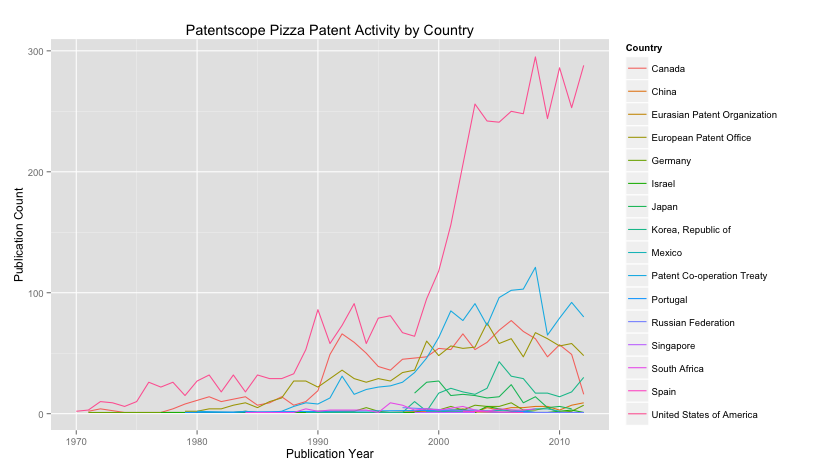 Patentscope Pizza Patent Activity by Country
Publication Count
300
200
100
0
1970
1980
1990
2000
2010
Publication Year
Country
Canada
China
Eurasian Patent Organization
European Patent Office
Germany
Israel
Japan
Korea, Republic of
Mexico
Patent Co-operation Treaty
Portugal
Russian Federation
Singapore
South Africa
Spain
United States of America